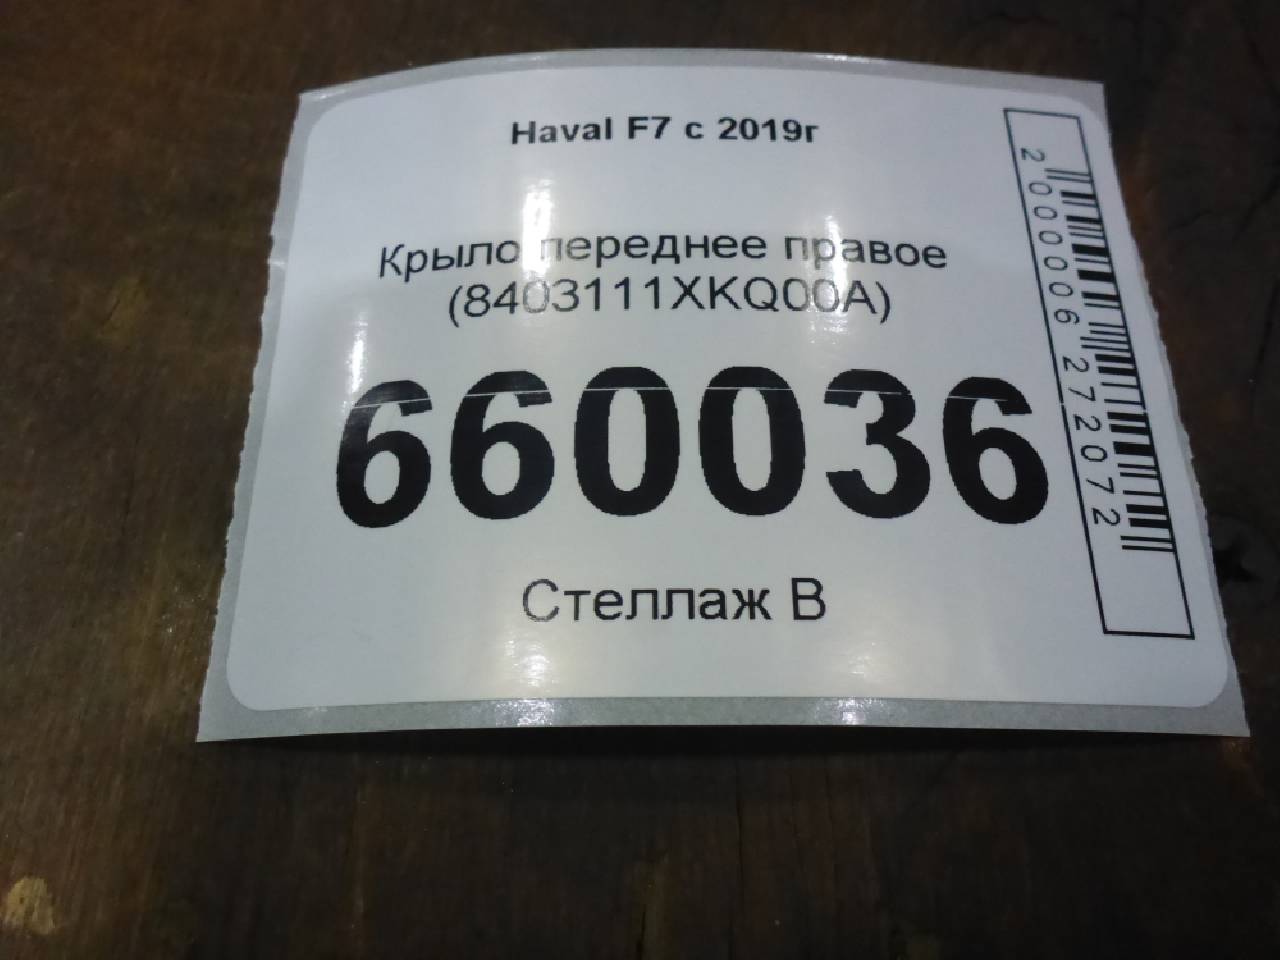 Haval F7 с 2019г
Крыло переднее правое
(8403111XKQ00A)
660036
Стеллаж В
2000006272072